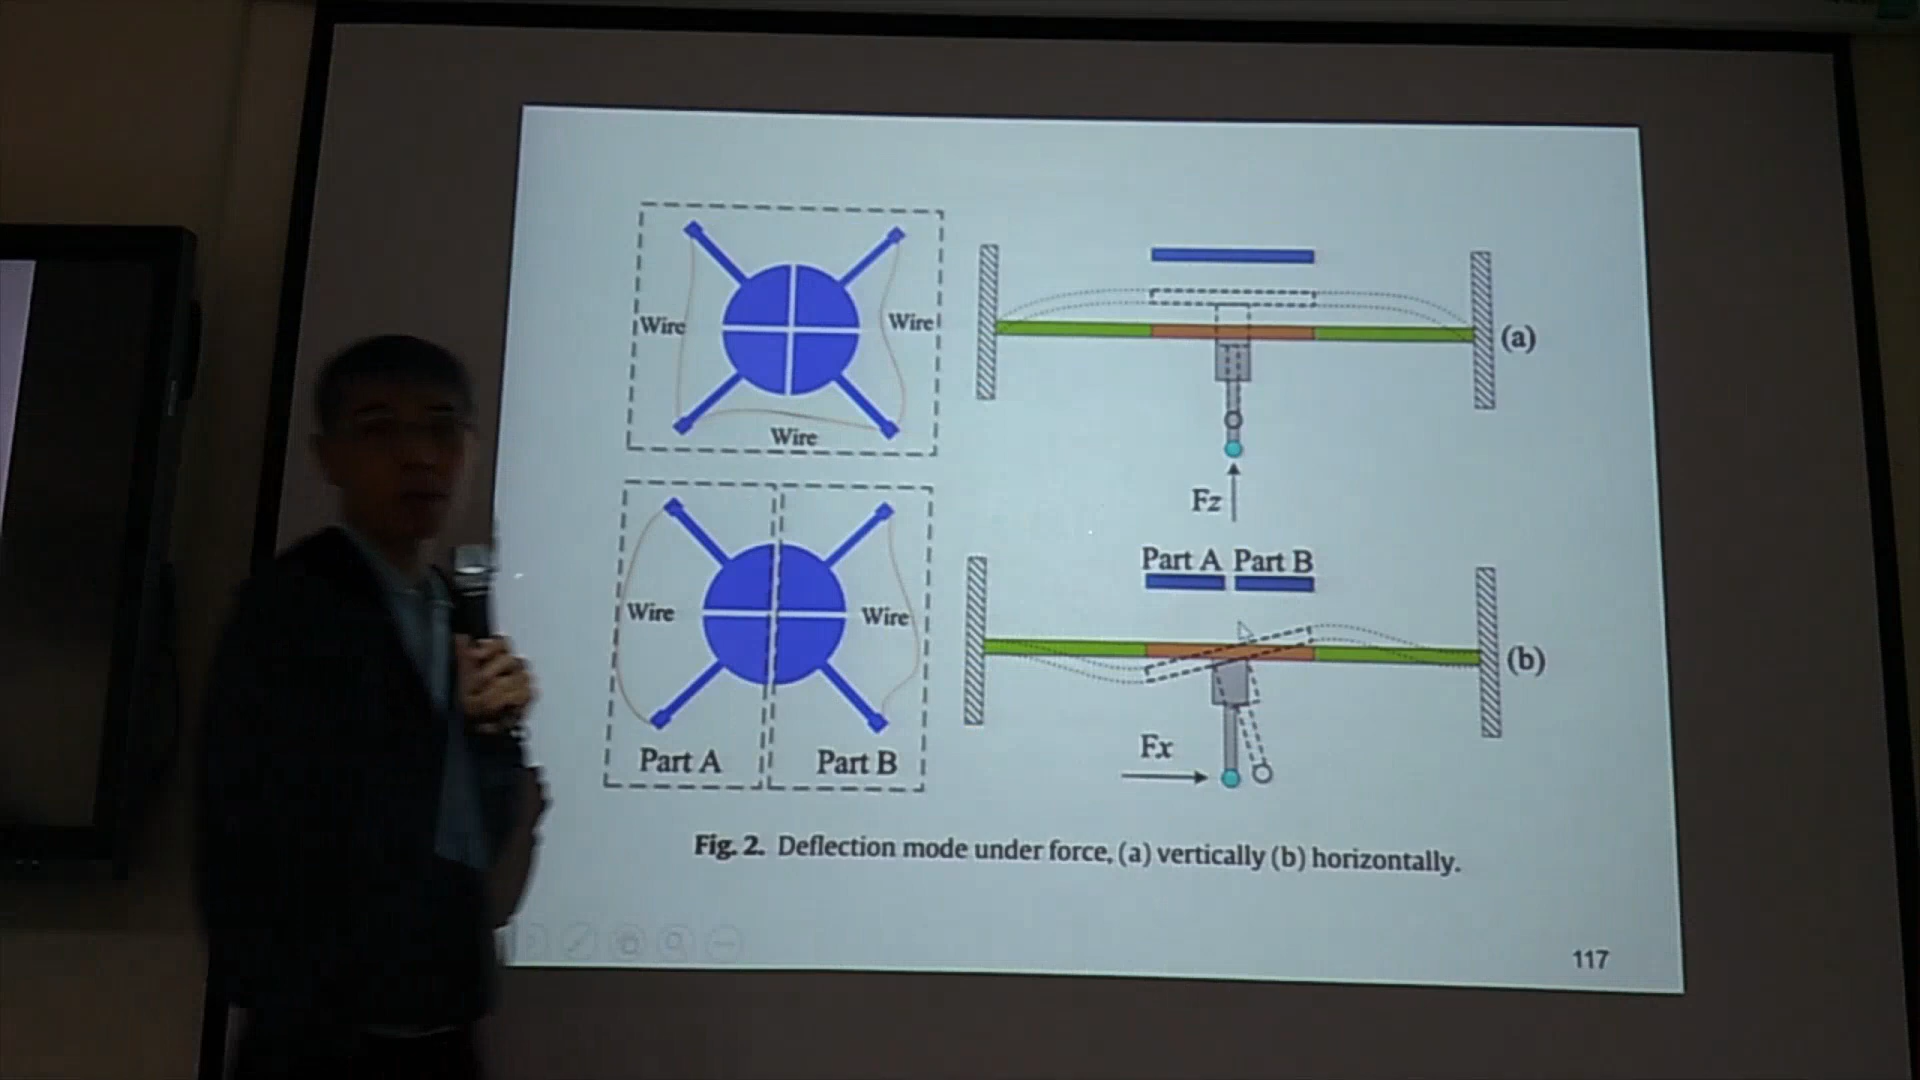 Wire
Wire
Wire
(a)
Fz
Part A Part B
Wire
Wire
(b)
Fx
Part A
Part B
Fig. 2. Deflection mode under force, (a) vertically (b) horizontally.
117